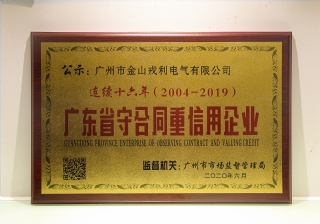 公示：广州市金山戎利电气有限公司
连续十六年（2004-2019）
广东省守合同重信用企业
GUANGDONG PROVINCE ENTERPRISE OF OBSERVING CONTRACT AND VALUING CREDIT
监督机关：广州市市场监督管理局
二〇二〇年六月